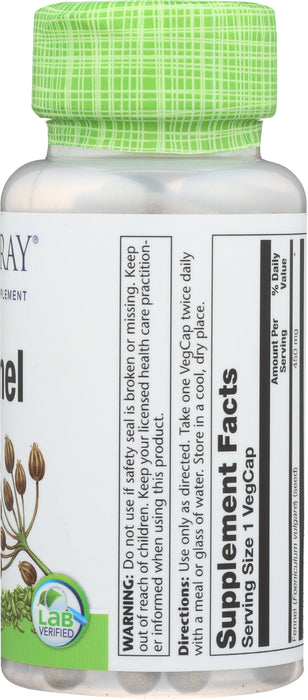 RAY®
PLEMENT
nel
LAB
VERIFIED
WARNING: Do not use if safety seal is broken or missing. Keep
out of reach of children. Keep your licensed health care practition-
er informed when using this product.
Directions: Use only as directed. Take one VegCap twice daily
with a meal or glass of water. Store in a cool, dry place.
Supplement Facts
Serving Size 1 VegCap
Amount Per
Serving
% Daily
Value
Fennel (Foeniculum vulgare) (seed)
450 mg
*